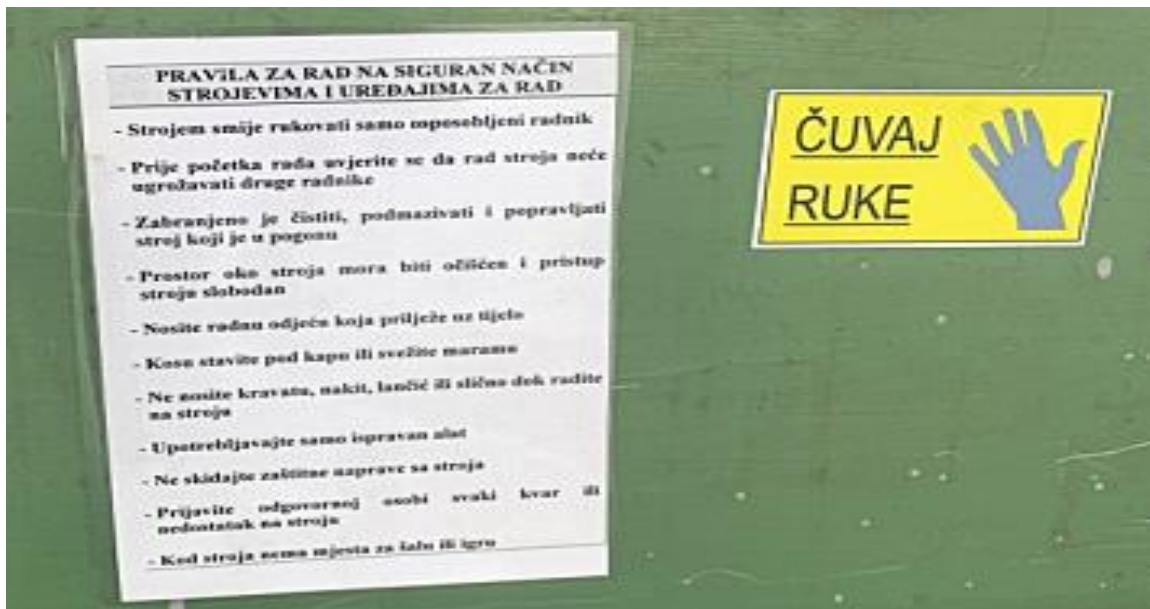 PRAVILA ZA RAD NA SIGURAN NAČIN
STROJEVIMA I UREĐAJIMA ZA RAD
- Strojem smije rukovati samo osposobljeni radnik
- Prije početka rada uvjerite se da rad stroja neće
ugrožavati druge radnike
- Zabranjeno je čistiti, podmazivati i popravljati
stroj koji je u pogonu
- Prostor oko stroja mora biti očišćen i pristup
stroju slobodan
- Nosite radnu odjeću koja priliježe uz tijelo
- Kosu stavite pod kapu ili svežite maramu
- Ne nosite kravatu, nakit, lančić ili slično dok radite
na stroju
- Upotrebljavajte samo ispravan alat
- Ne skidajte zaštitne naprave sa stroja
- Prijavite odgovornoj osobi svaki kvar ili
nedostatak na stroju
- Kod stroja nema mjesta za šalu ili igru
ČUVAJ
RUKE